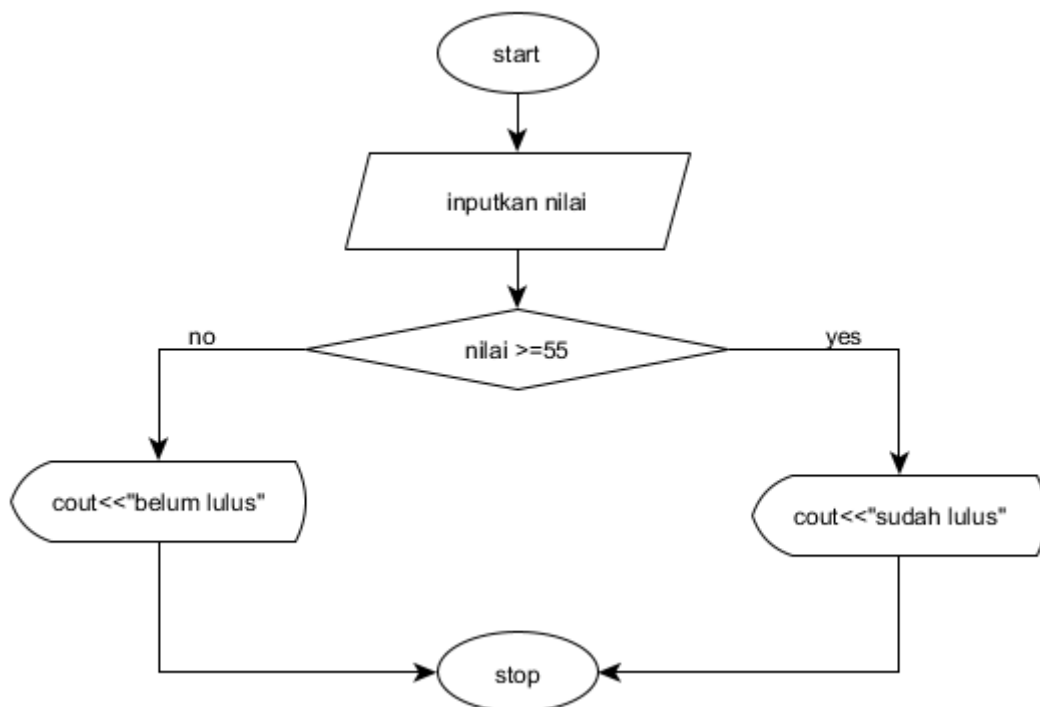 start
inputkan nilai
nilai >=55
no
yes
cout<<"belum lulus"
cout<<"sudah lulus"
stop